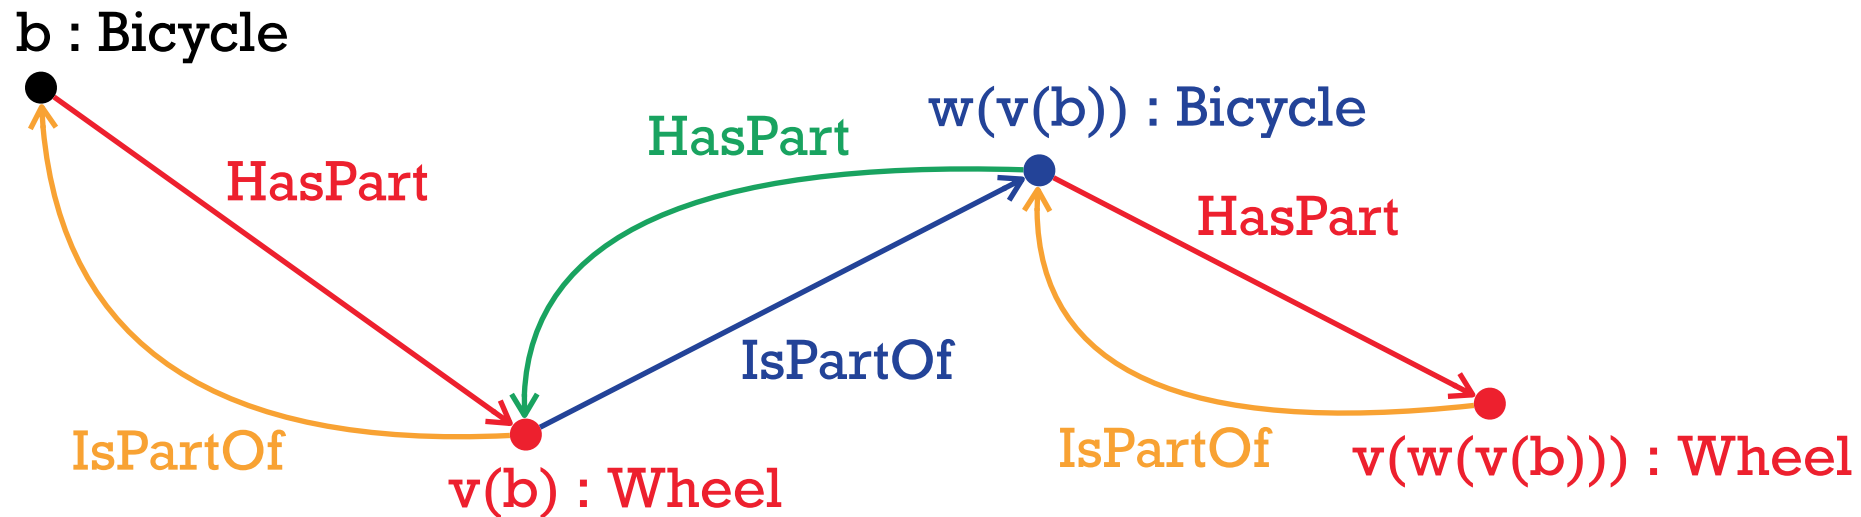 b : Bicycle
w(v(b)) : Bicycle
HasPart
HasPart
HasPart
IsPartOf
IsPartOf
IsPartOf
v(w(v(b))) : Wheel
v(b) : Wheel